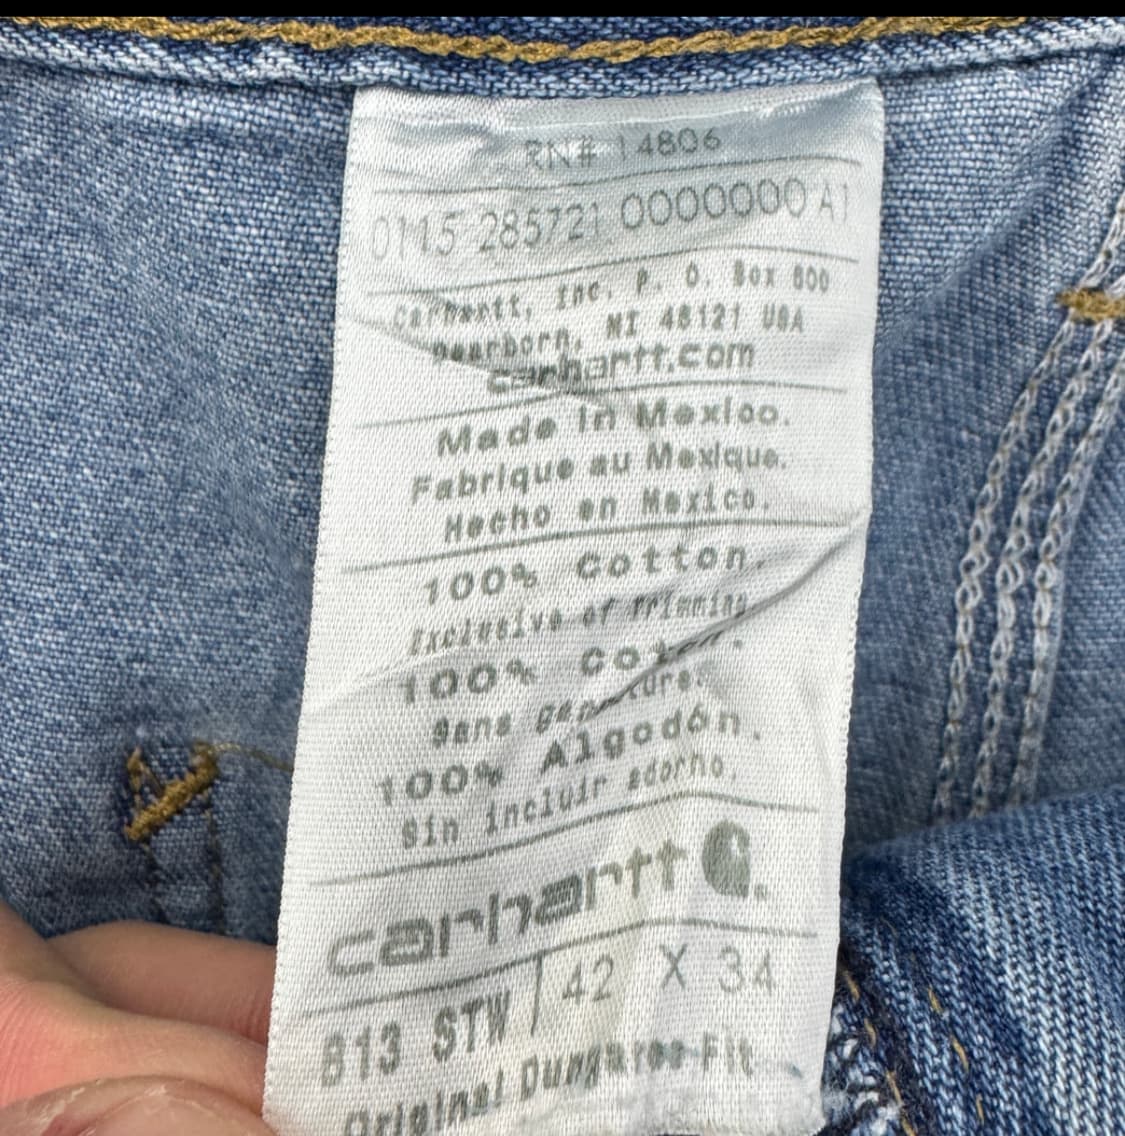 RN# 14806
0115 285721 0000000 A1
Carhartt, Inc. P. O. Box 600
Dearborn, MI 48121 USA
carhartt.com
Made in Mexico.
Fabrique au Mexique.
Hecho en Mexico.
100% Cotton.
Exclusive of Trimming
100% Coton.
Sans Garniture.
100% Algodón.
Sin incluir adorno.
carhartt
B13 STW 42 X 34
Original Dungaree Fit